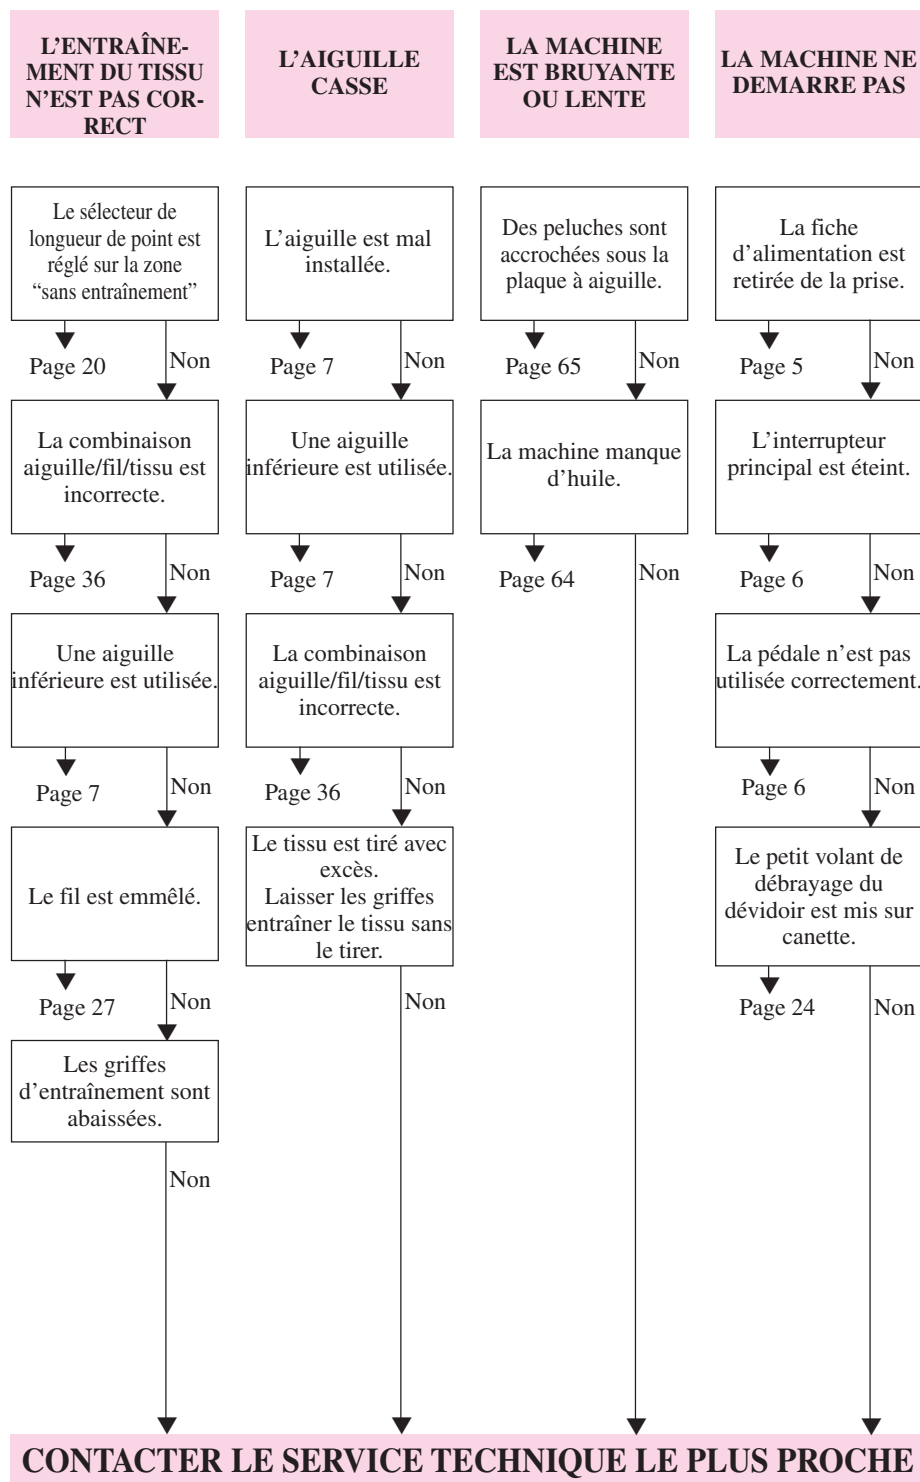 L'ENTRAÎNE-
MENT DU TISSU
N'EST PAS COR-
RECT
Le sélecteur de
longueur de point est
réglé sur la zone
“sans entraînement”
Page 20
Non
La combinaison
aiguille/fil/tissu est
incorrecte.
Page 36
Non
Une aiguille
inférieure est utilisée.
Page 7
Non
Le fil est emmêlé.
Page 27
Non
Les griffes
d’entraînement sont
abaissées.
Non
L’AIGUILLE
CASSE
L’aiguille est mal
installée.
Page 7
Non
Une aiguille
inférieure est utilisée.
Page 7
Non
La combinaison
aiguille/fil/tissu est
incorrecte.
Page 36
Non
Le tissu est tiré avec
excès.
Laisser les griffes
entraîner le tissu sans
le tirer.
Non
LA MACHINE
EST BRUYANTE
OU LENTE
Des peluches sont
accrochées sous la
plaque à aiguille.
Page 65
Non
La machine manque
d’huile.
Page 64
Non
LA MACHINE NE
DEMARRE PAS
La fiche
d’alimentation est
retirée de la prise.
Page 5
Non
L’interrupteur
principal est éteint.
Page 6
Non
La pédale n’est pas
utilisée correctement.
Page 6
Non
Le petit volant de
débrayage du
dévidoir est mis sur
canette.
Page 24
Non
CONTACTER LE SERVICE TECHNIQUE LE PLUS PROCHE